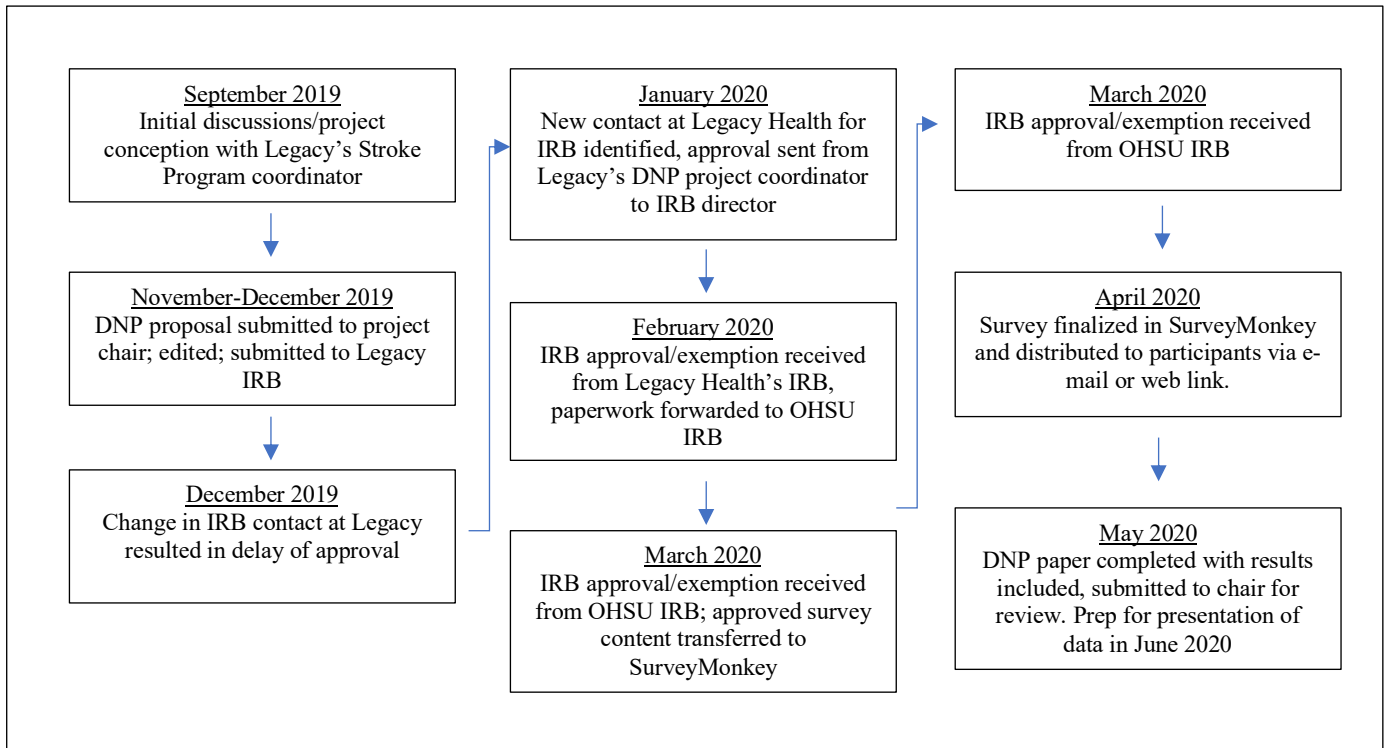 September 2019
Initial discussions/project
conception with Legacy’s Stroke
Program coordinator
November-December 2019
DNP proposal submitted to project
chair; edited; submitted to Legacy
IRB
December 2019
Change in IRB contact at Legacy
resulted in delay of approval
January 2020
New contact at Legacy Health for
IRB identified, approval sent from
Legacy’s DNP project coordinator
to IRB director
February 2020
IRB approval/exemption received
from Legacy Health’s IRB,
paperwork forwarded to OHSU
IRB
March 2020
IRB approval/exemption received
from OHSU IRB; approved survey
content transferred to
SurveyMonkey
March 2020
IRB approval/exemption received
from OHSU IRB
April 2020
Survey finalized in SurveyMonkey
and distributed to participants via e-
mail or web link.
May 2020
DNP paper completed with results
included, submitted to chair for
review. Prep for presentation of
data in June 2020